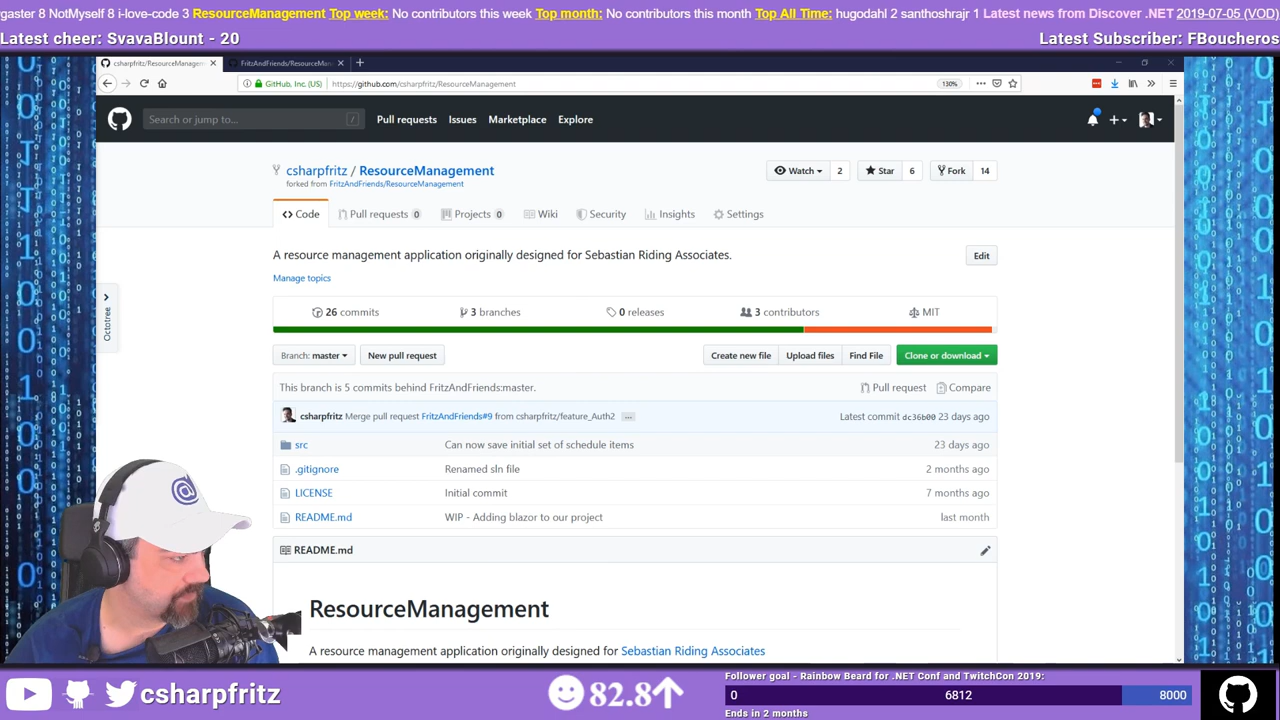 gaster 8 NotMyself 8 i-love-code 3 ResourceManagement Top week: No contributors this week Top month: No contributors this month Top All Time: hugodahl 2 santhoshrajr 1 Latest news from Discover .NET 2019-07-05 (VOD)
Latest cheer: SvavaBlount - 20 Latest Subscriber: FBoucheros
csharpfritz/ResourceManagemen FritzAndFriends/ResourceMan
GitHub, Inc. (US) https://github.com/csharpfritz/ResourceManagement 130%
Search or jump to... / Pull requests Issues Marketplace Explore
csharpfritz / ResourceManagement Watch 2 Star 6 Fork 14
forked from FritzAndFriends/ResourceManagement
Code Pull requests 0 Projects 0 Wiki Security Insights Settings
A resource management application originally designed for Sebastian Riding Associates. Edit
Manage topics
Octotree
26 commits 3 branches 0 releases 3 contributors MIT
Branch: master New pull request Create new file Upload files Find File Clone or download
This branch is 5 commits behind FritzAndFriends:master. Pull request Compare
csharpfritz Merge pull request FritzAndFriends#9 from csharpfritz/feature_Auth2 ... Latest commit dc36b00 23 days ago
src Can now save initial set of schedule items 23 days ago
.gitignore Renamed sln file 2 months ago
LICENSE Initial commit 7 months ago
README.md WIP - Adding blazor to our project last month
README.md
ResourceManagement
A resource management application originally designed for Sebastian Riding Associates
csharpfritz 82.8
Follower goal - Rainbow Beard for .NET Conf and TwitchCon 2019:
0 6812 8000
Ends in 2 months